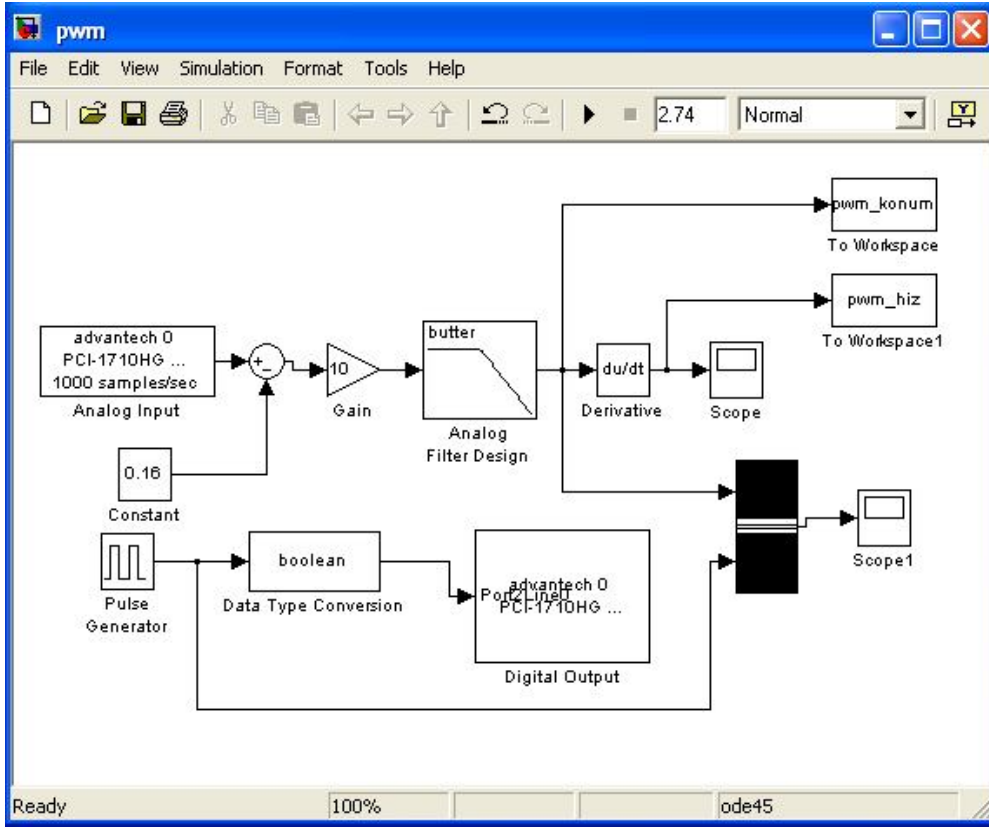 pwm
File Edit View Simulation Format Tools Help
2.74 Normal
pwm_konum
To Workspace
pwm_hiz
To Workspace1
advantech 0
PCI-1710HG ...
1000 samples/sec
Analog Input
+
-
10
Gain
butter
Analog
Filter Design
du/dt
Derivative
Scope
0.16
Constant
Pulse
Generator
boolean
Data Type Conversion
Port2Line0
advantech 0
PCI-1710HG ...
Digital Output
Scope1
Ready 100% ode45